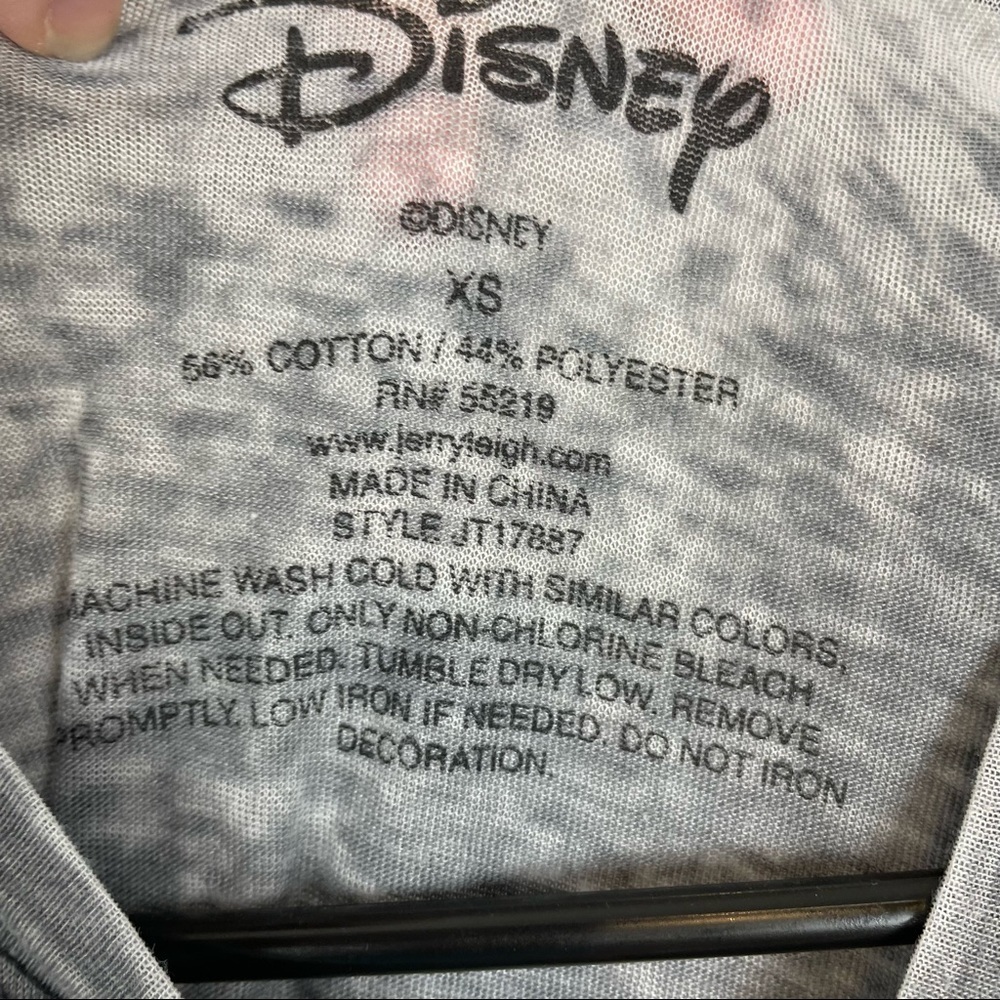 Disney
©DISNEY
XS
56% COTTON / 44% POLYESTER
RN# 55219
www.jerryleigh.com
MADE IN CHINA
STYLE JT17887
MACHINE WASH COLD WITH SIMILAR COLORS,
INSIDE OUT. ONLY NON-CHLORINE BLEACH
WHEN NEEDED. TUMBLE DRY LOW. REMOVE
PROMPTLY. LOW IRON IF NEEDED. DO NOT IRON
DECORATION.